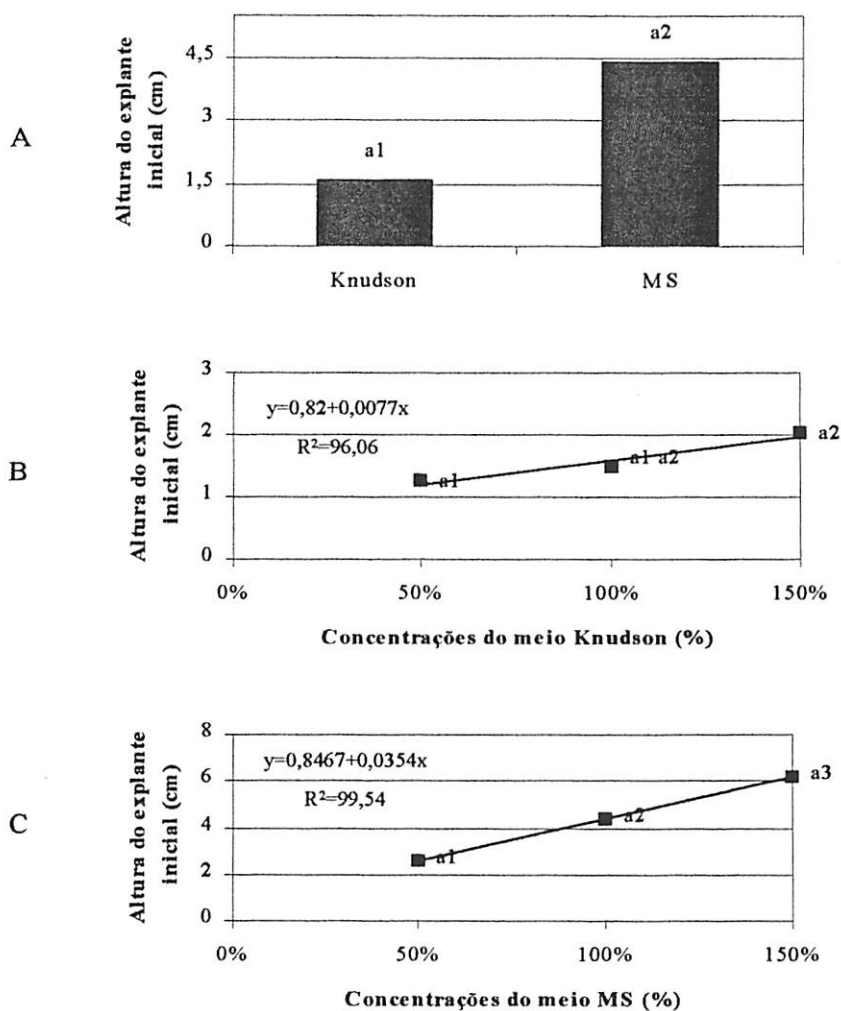 A
Altura do explante
inicial (cm)
4,5
3
1,5
0
a1
a2
Knudson
MS
B
Altura do explante
inicial (cm)
3
2
1
0
y=0,82+0,0077x
R²=96,06
a1
a1 a2
a2
0%
50%
100%
150%
Concentrações do meio Knudson (%)
C
Altura do explante
inicial (cm)
8
6
4
2
0
y=0,8467+0,0354x
R²=99,54
a1
a2
a3
0%
50%
100%
150%
Concentrações do meio MS (%)